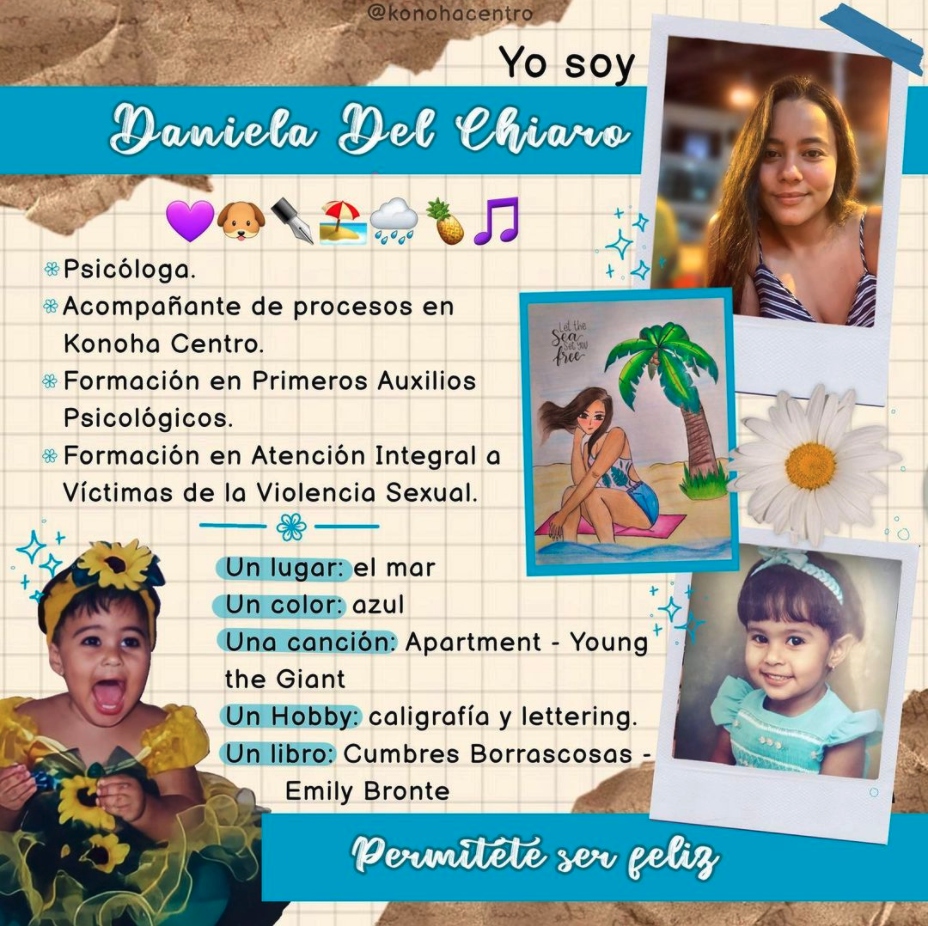 @konohacentro
Yo soy
Daniela Del Chiaro
Psicóloga.
Acompañante de procesos en
Konoha Centro.
Formación en Primeros Auxilios
Psicológicos.
Formación en Atención Integral a
Víctimas de la Violencia Sexual.
Let the
Sea
Set you
free
Un lugar: el mar
Un color: azul
Una canción: Apartment - Young
the Giant
Un Hobby: caligrafía y lettering.
Un libro: Cumbres Borrascosas -
Emily Bronte
Permítete ser feliz